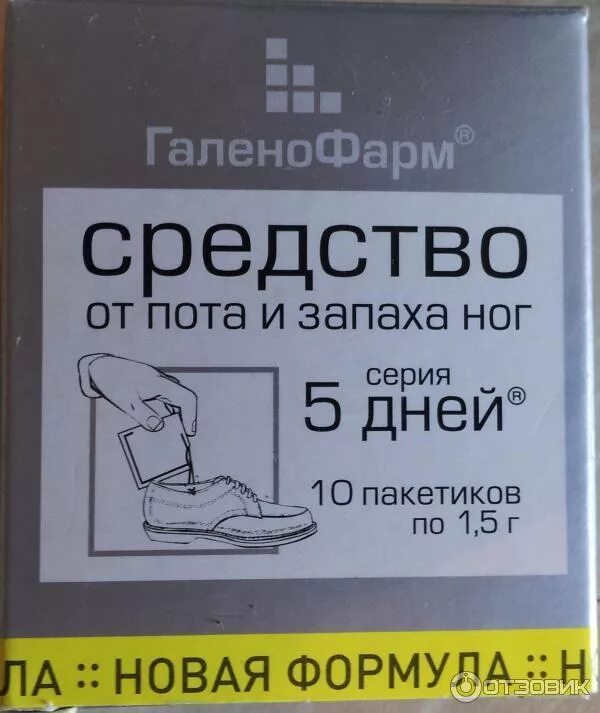 ГаленоФарм®
средство
от пота и запаха ног
серия
5 дней®
10 пакетиков
по 1,5 г
ЛА :: НОВАЯ ФОРМУЛА :: Н
ОТЗОВИК